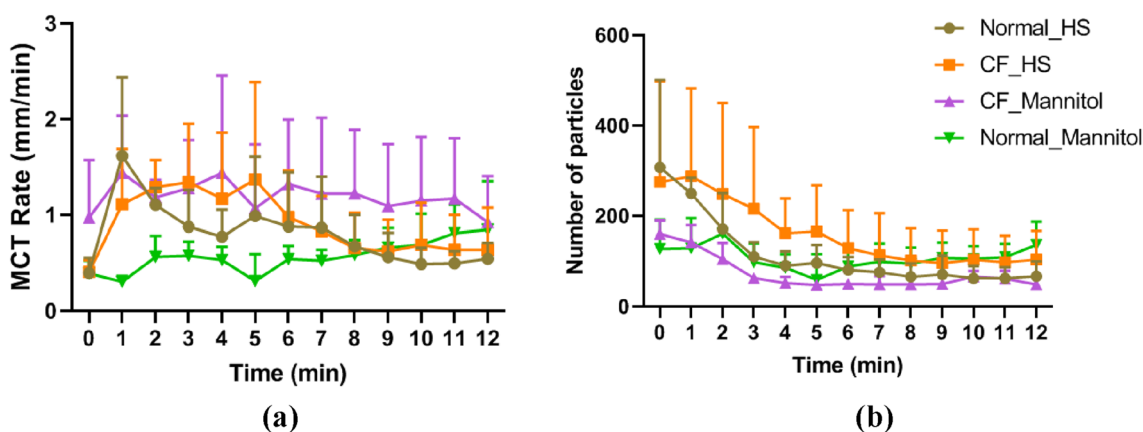 MCT Rate (mm/min)
3
2
1
0
0 1 2 3 4 5 6 7 8 9 10 11 12
Time (min)
(a)
Number of particles
600
400
200
0
0 1 2 3 4 5 6 7 8 9 10 11 12
Time (min)
(b)
Normal_HS
CF_HS
CF_Mannitol
Normal_Mannitol